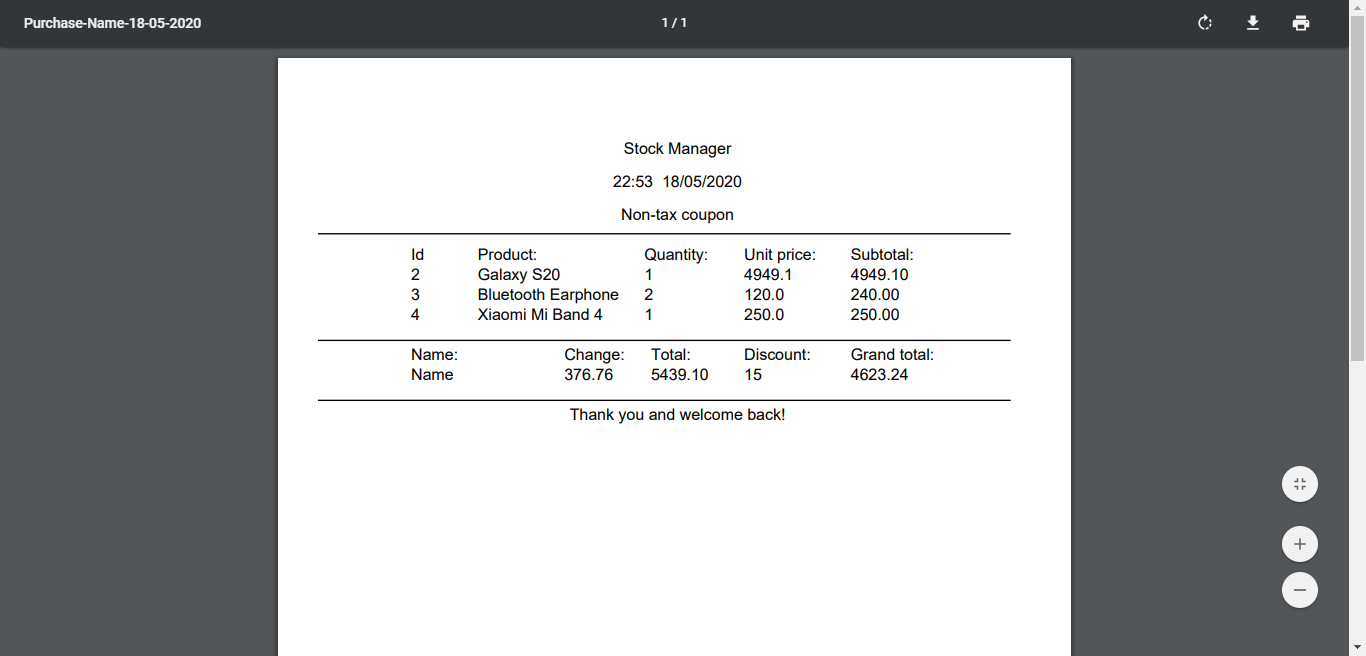 Purchase-Name-18-05-2020 1 / 1
Stock Manager
22:53 18/05/2020
Non-tax coupon
Id Product: Quantity: Unit price: Subtotal:
2 Galaxy S20 1 4949.1 4949.10
3 Bluetooth Earphone 2 120.0 240.00
4 Xiaomi Mi Band 4 1 250.0 250.00
Name: Change: Total: Discount: Grand total:
Name 376.76 5439.10 15 4623.24
Thank you and welcome back!